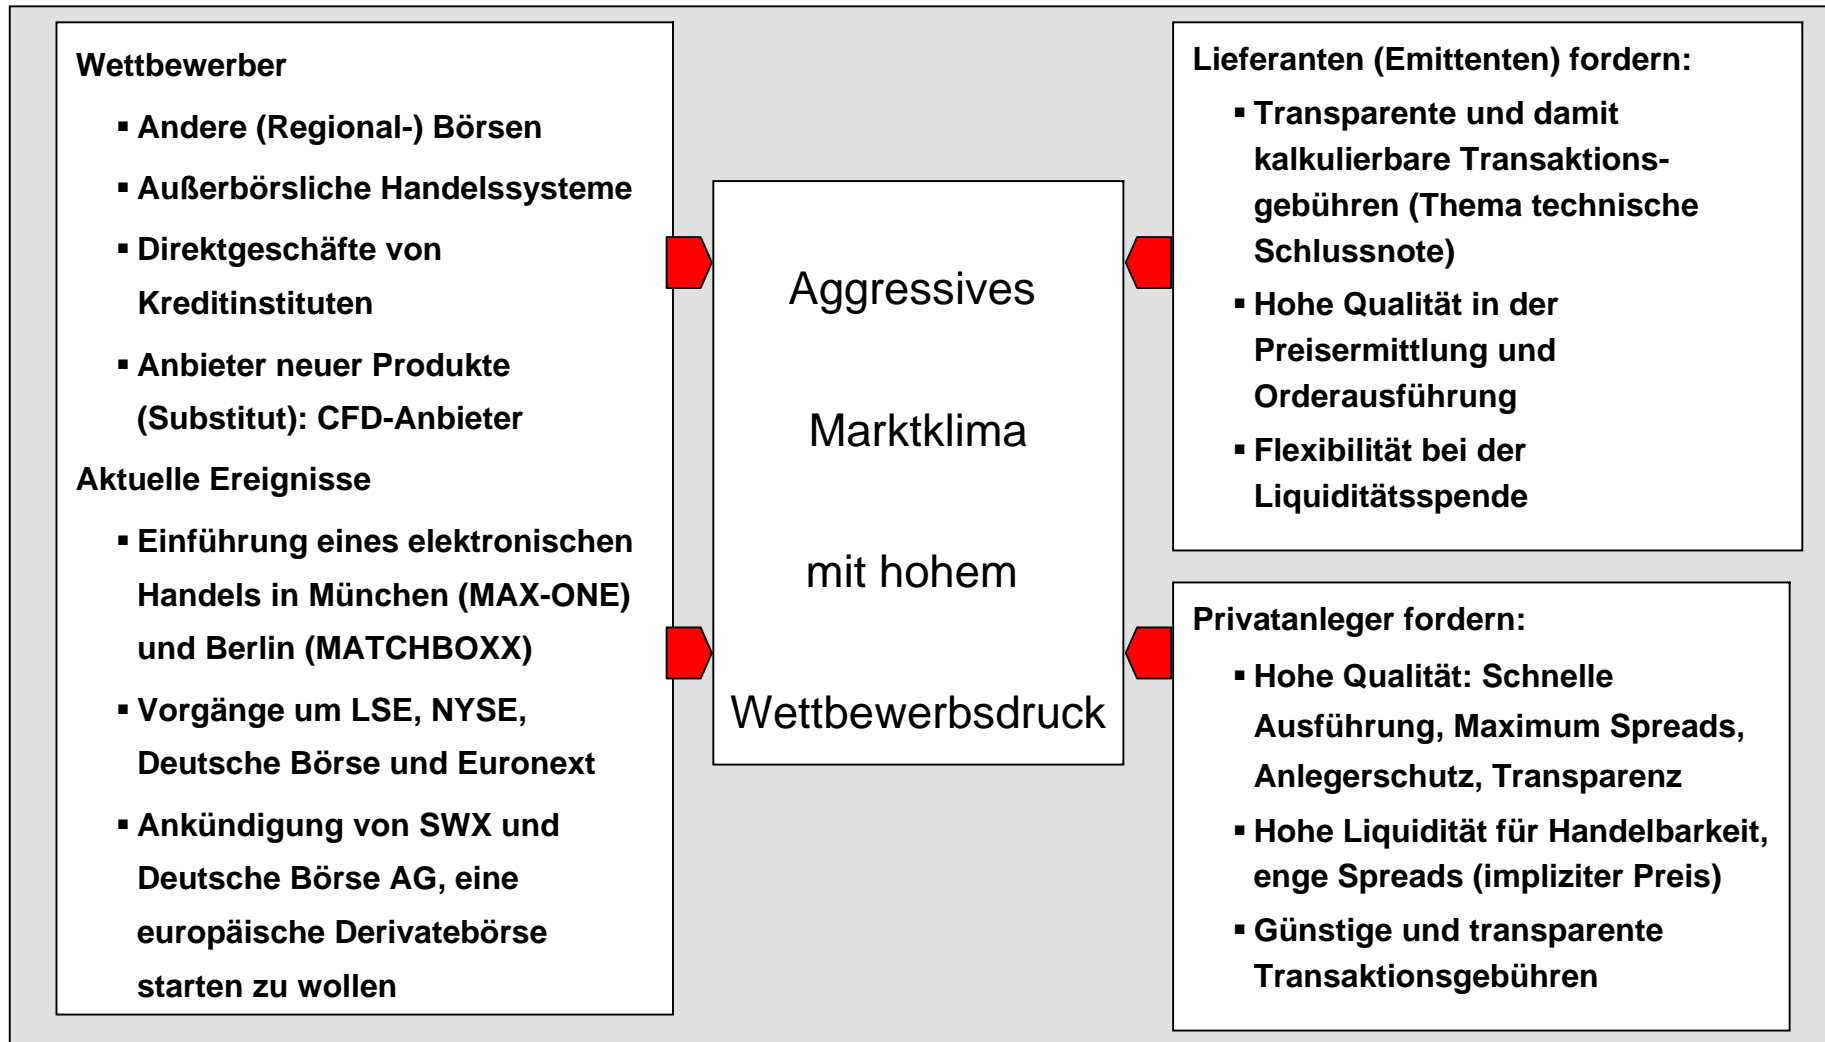 Wettbewerber
▪ Andere (Regional-) Börsen
▪ Außerbörsliche Handelssysteme
▪ Direktgeschäfte von
Kreditinstituten
▪ Anbieter neuer Produkte
(Substitut): CFD-Anbieter
Aktuelle Ereignisse
▪ Einführung eines elektronischen
Handels in München (MAX-ONE)
und Berlin (MATCHBOXX)
▪ Vorgänge um LSE, NYSE,
Deutsche Börse und Euronext
▪ Ankündigung von SWX und
Deutsche Börse AG, eine
europäische Derivatebörse
starten zu wollen
Aggressives
Marktklima
mit hohem
Wettbewerbsdruck
Lieferanten (Emittenten) fordern:
▪ Transparente und damit
kalkulierbare Transaktions-
gebühren (Thema technische
Schlussnote)
▪ Hohe Qualität in der
Preisermittlung und
Orderausführung
▪ Flexibilität bei der
Liquiditätsspende
Privatanleger fordern:
▪ Hohe Qualität: Schnelle
Ausführung, Maximum Spreads,
Anlegerschutz, Transparenz
▪ Hohe Liquidität für Handelbarkeit,
enge Spreads (impliziter Preis)
▪ Günstige und transparente
Transaktionsgebühren